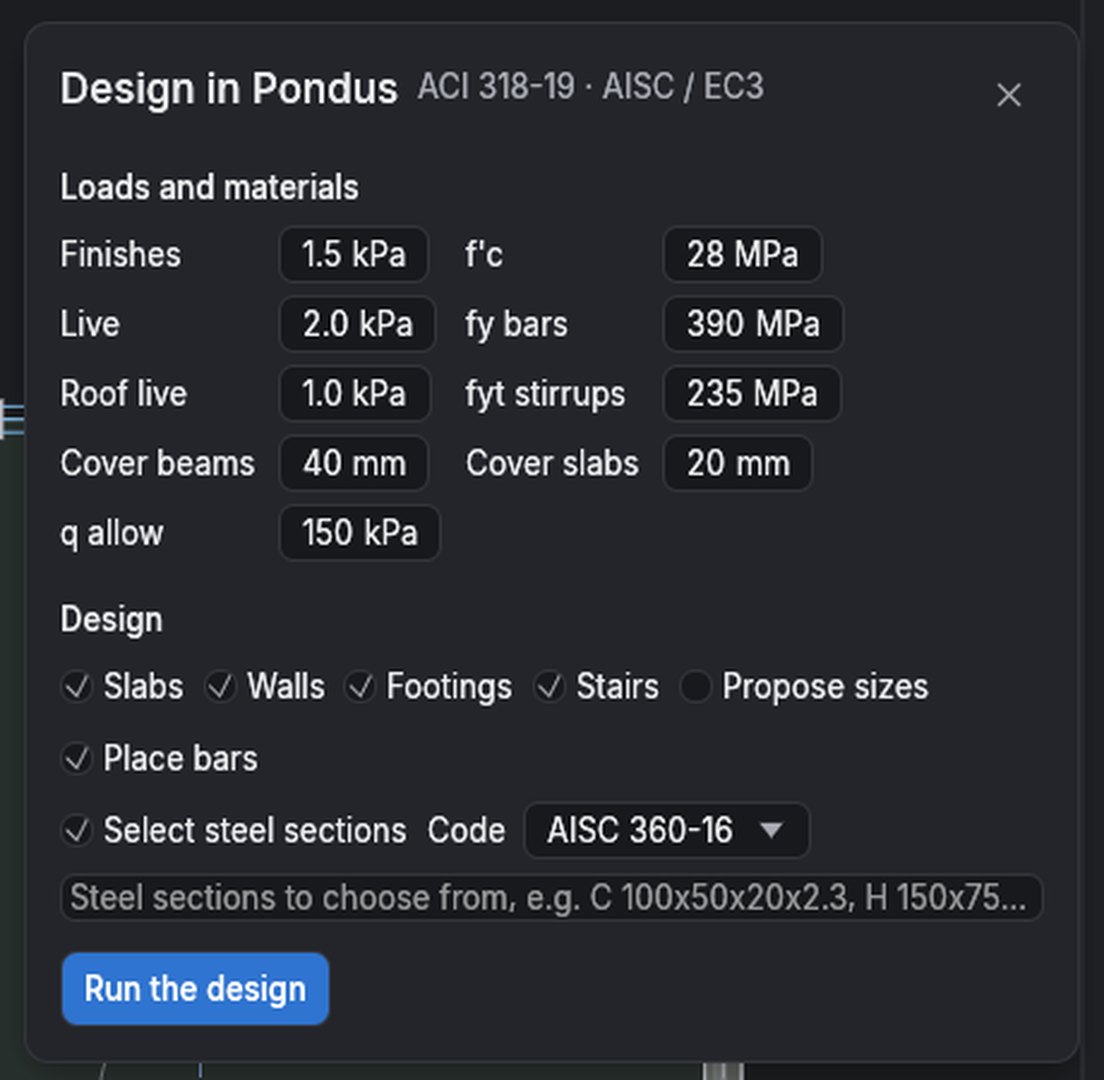 Design in Pondus ACI 318-19 · AISC / EC3
Loads and materials
Finishes 1.5 kPa f'c 28 MPa
Live 2.0 kPa fy bars 390 MPa
Roof live 1.0 kPa fyt stirrups 235 MPa
Cover beams 40 mm Cover slabs 20 mm
q allow 150 kPa
Design
Slabs Walls Footings Stairs Propose sizes
Place bars
Select steel sections Code AISC 360-16
Steel sections to choose from, e.g. C 100x50x20x2.3, H 150x75...
Run the design